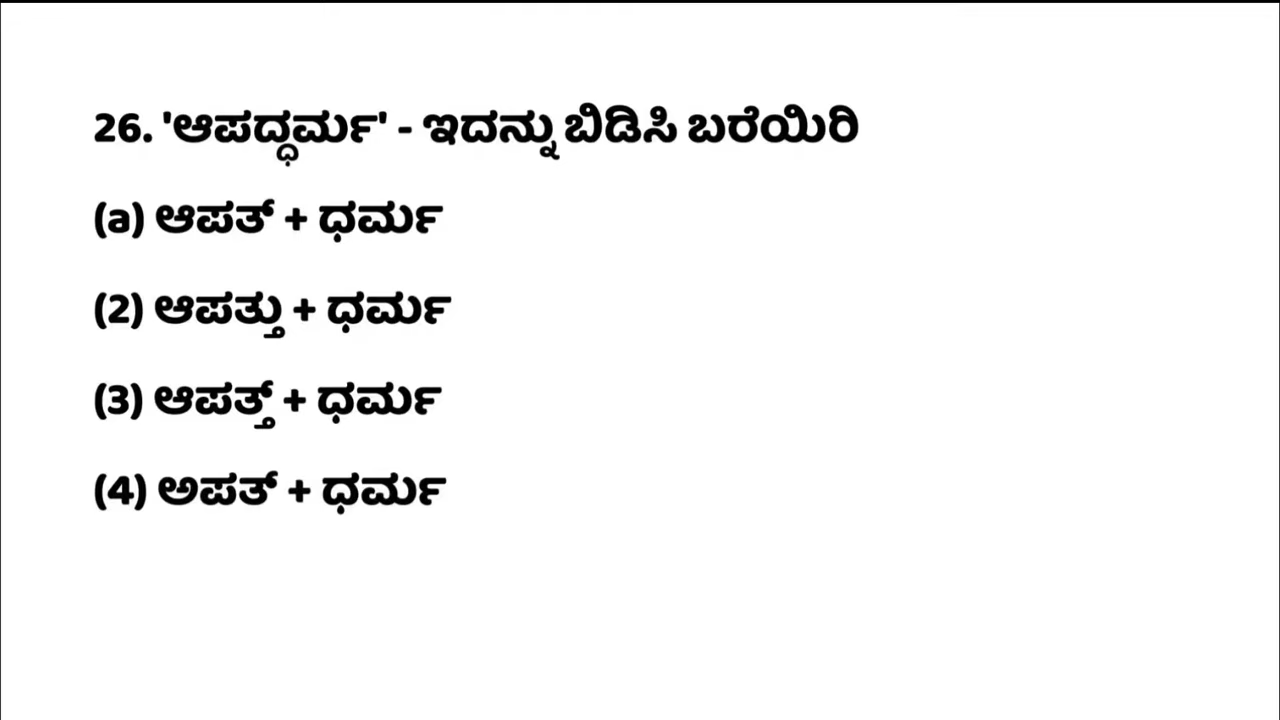 26. 'ಆಪದ್ಧರ್ಮ' - ಇದನ್ನು ಬಿಡಿಸಿ ಬರೆಯಿರಿ
(a) ಆಪತ್ + ಧರ್ಮ
(2) ಆಪತ್ತು + ಧರ್ಮ
(3) ಆಪತ್ತ್ + ಧರ್ಮ
(4) ಅಪತ್ + ಧರ್ಮ